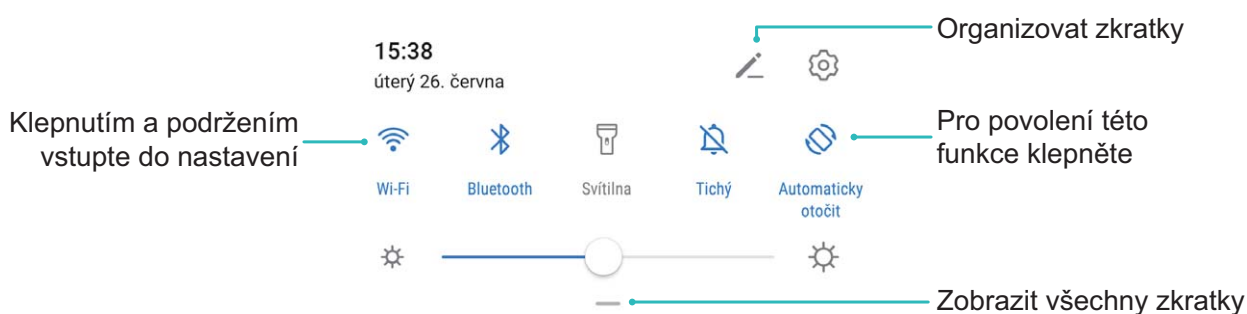 Organizovat zkratky
15:38
úterý 26. června
Klepnutím a podržením
vstupte do nastavení
Pro povolení této
funkce klepněte
Wi-Fi
Bluetooth
Svítilna
Tichý
Automaticky
otočit
Zobrazit všechny zkratky